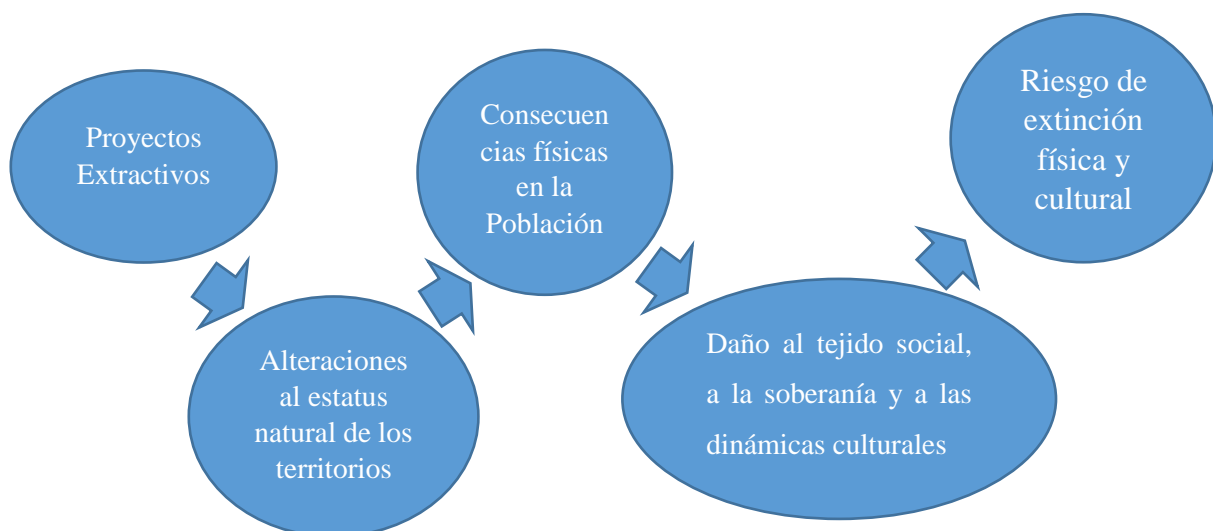 Proyectos
Extractivos
Alteraciones
al estatus
natural de los
territorios
Consecuen
cias físicas
en la
Población
Daño al tejido social,
a la soberanía y a las
dinámicas culturales
Riesgo de
extinción
física y
cultural